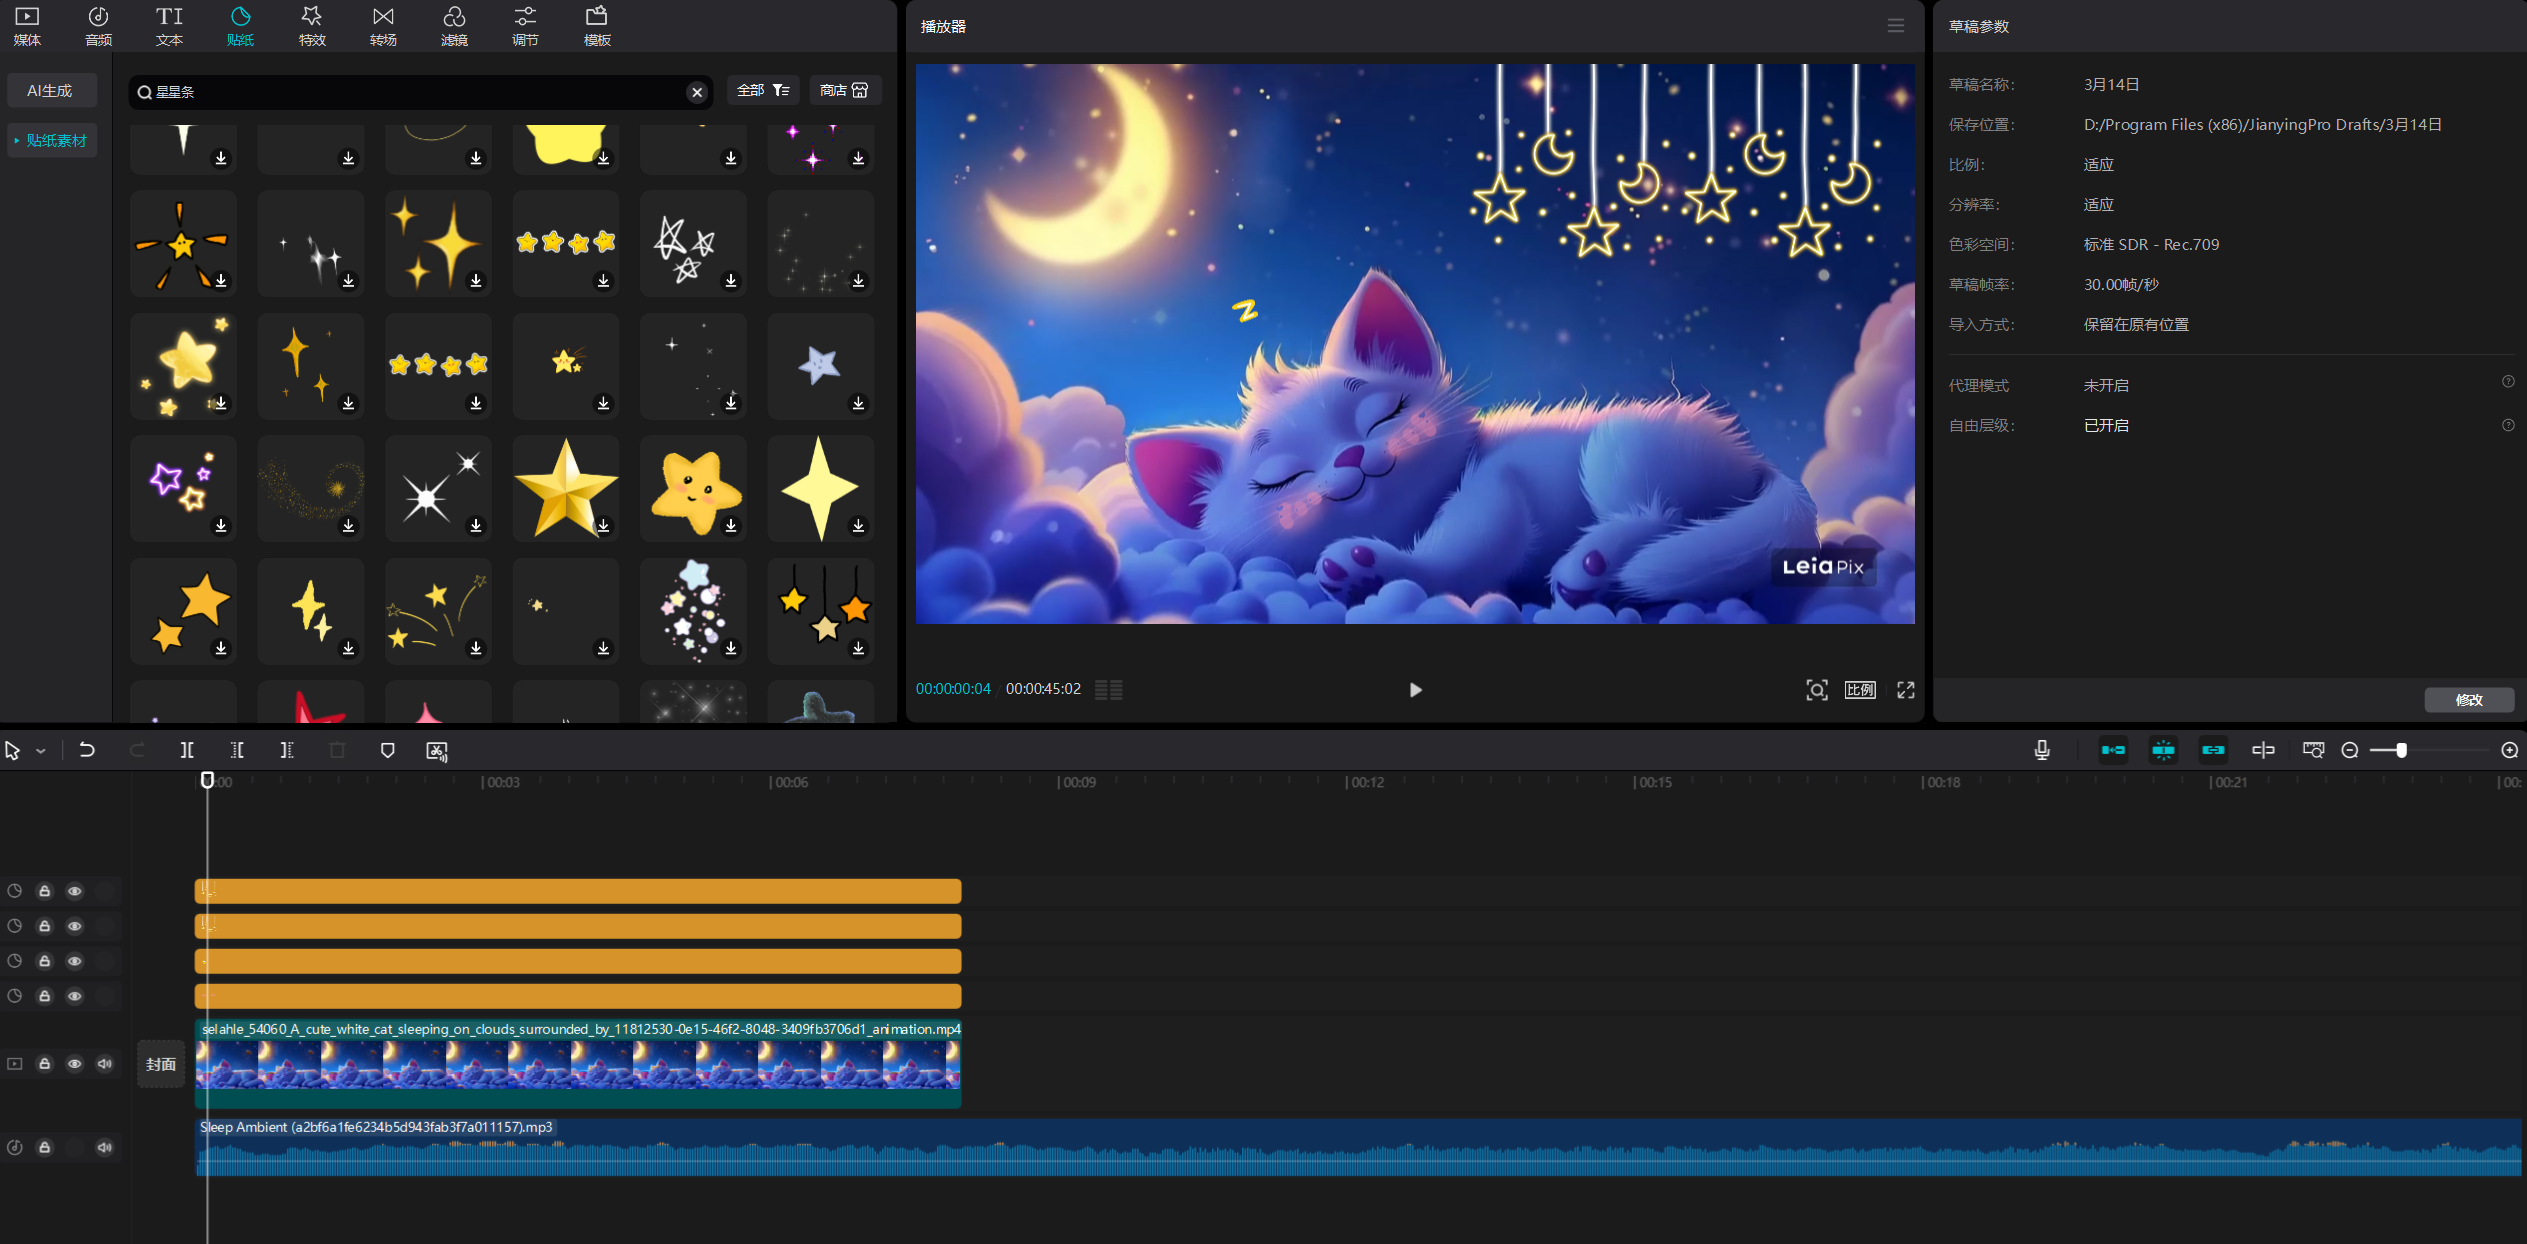 媒体
音频
文本
贴纸
特效
转场
滤镜
调节
模板
AI生成
贴纸素材
星星条
全部
商店
播放器
Z
LeiaPix
00:00:00:04
00:00:45:02
比例
草稿参数
草稿名称： 3月14日
保存位置： D:/Program Files (x86)/JianyingPro Drafts/3月14日
比例： 适应
分辨率： 适应
色彩空间： 标准 SDR - Rec.709
草稿帧率： 30.00帧/秒
导入方式： 保留在原有位置
代理模式 未开启
自由层级： 已开启
修改
00:03
00:06
00:09
00:12
00:15
00:18
00:21
封面
selahle_54060_A_cute_white_cat_sleeping_on_clouds_surrounded_by_11812530-0e15-46f2-8048-3409fb3706d1_animation.mp4
Sleep Ambient (a2bf6a1fe6234b5d943fab3f7a011157).mp3